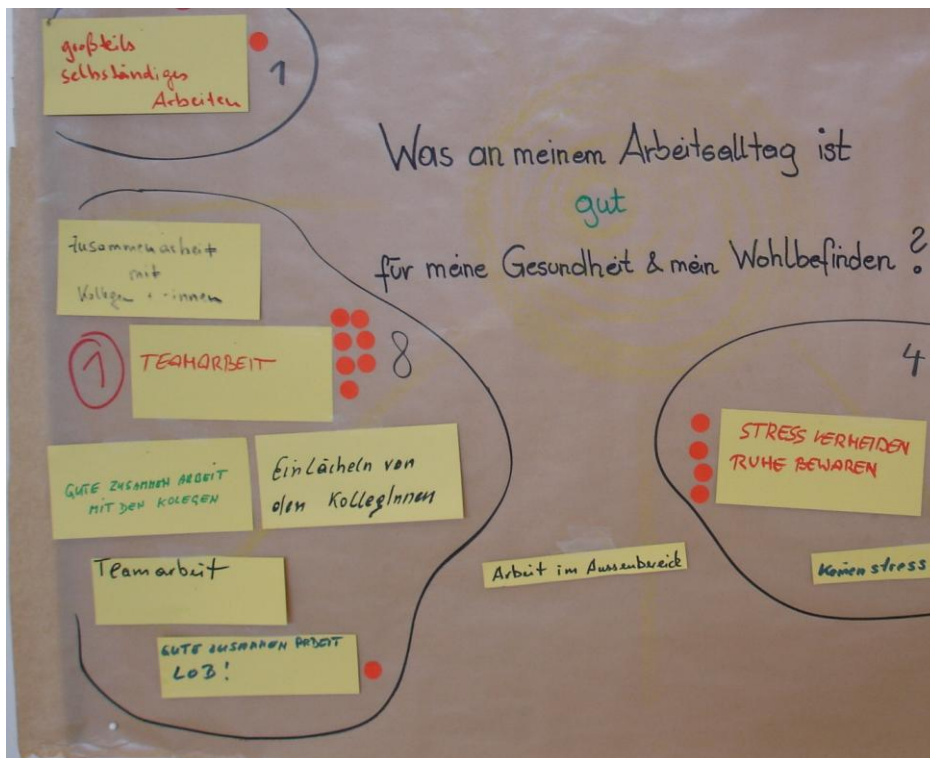 großteils
selbständiges
Arbeiten
1
Was an meinem Arbeitsalltag ist
gut
für meine Gesundheit & mein Wohlbefinden ?
Zusammenarbeit
mit
Kollegen + -innen
1
TEAMARBEIT
8
GUTE ZUSAMMEN ARBEIT
MIT DEN KOLEGEN
Ein Lächeln von
den KollegInnen
Teamarbeit
GUTE ZUSAMMEN ARBEIT
LOB!
Arbeit im Aussenbereich
4
STRESS VERMEIDEN
RUHE BEWAREN
Keinen stress